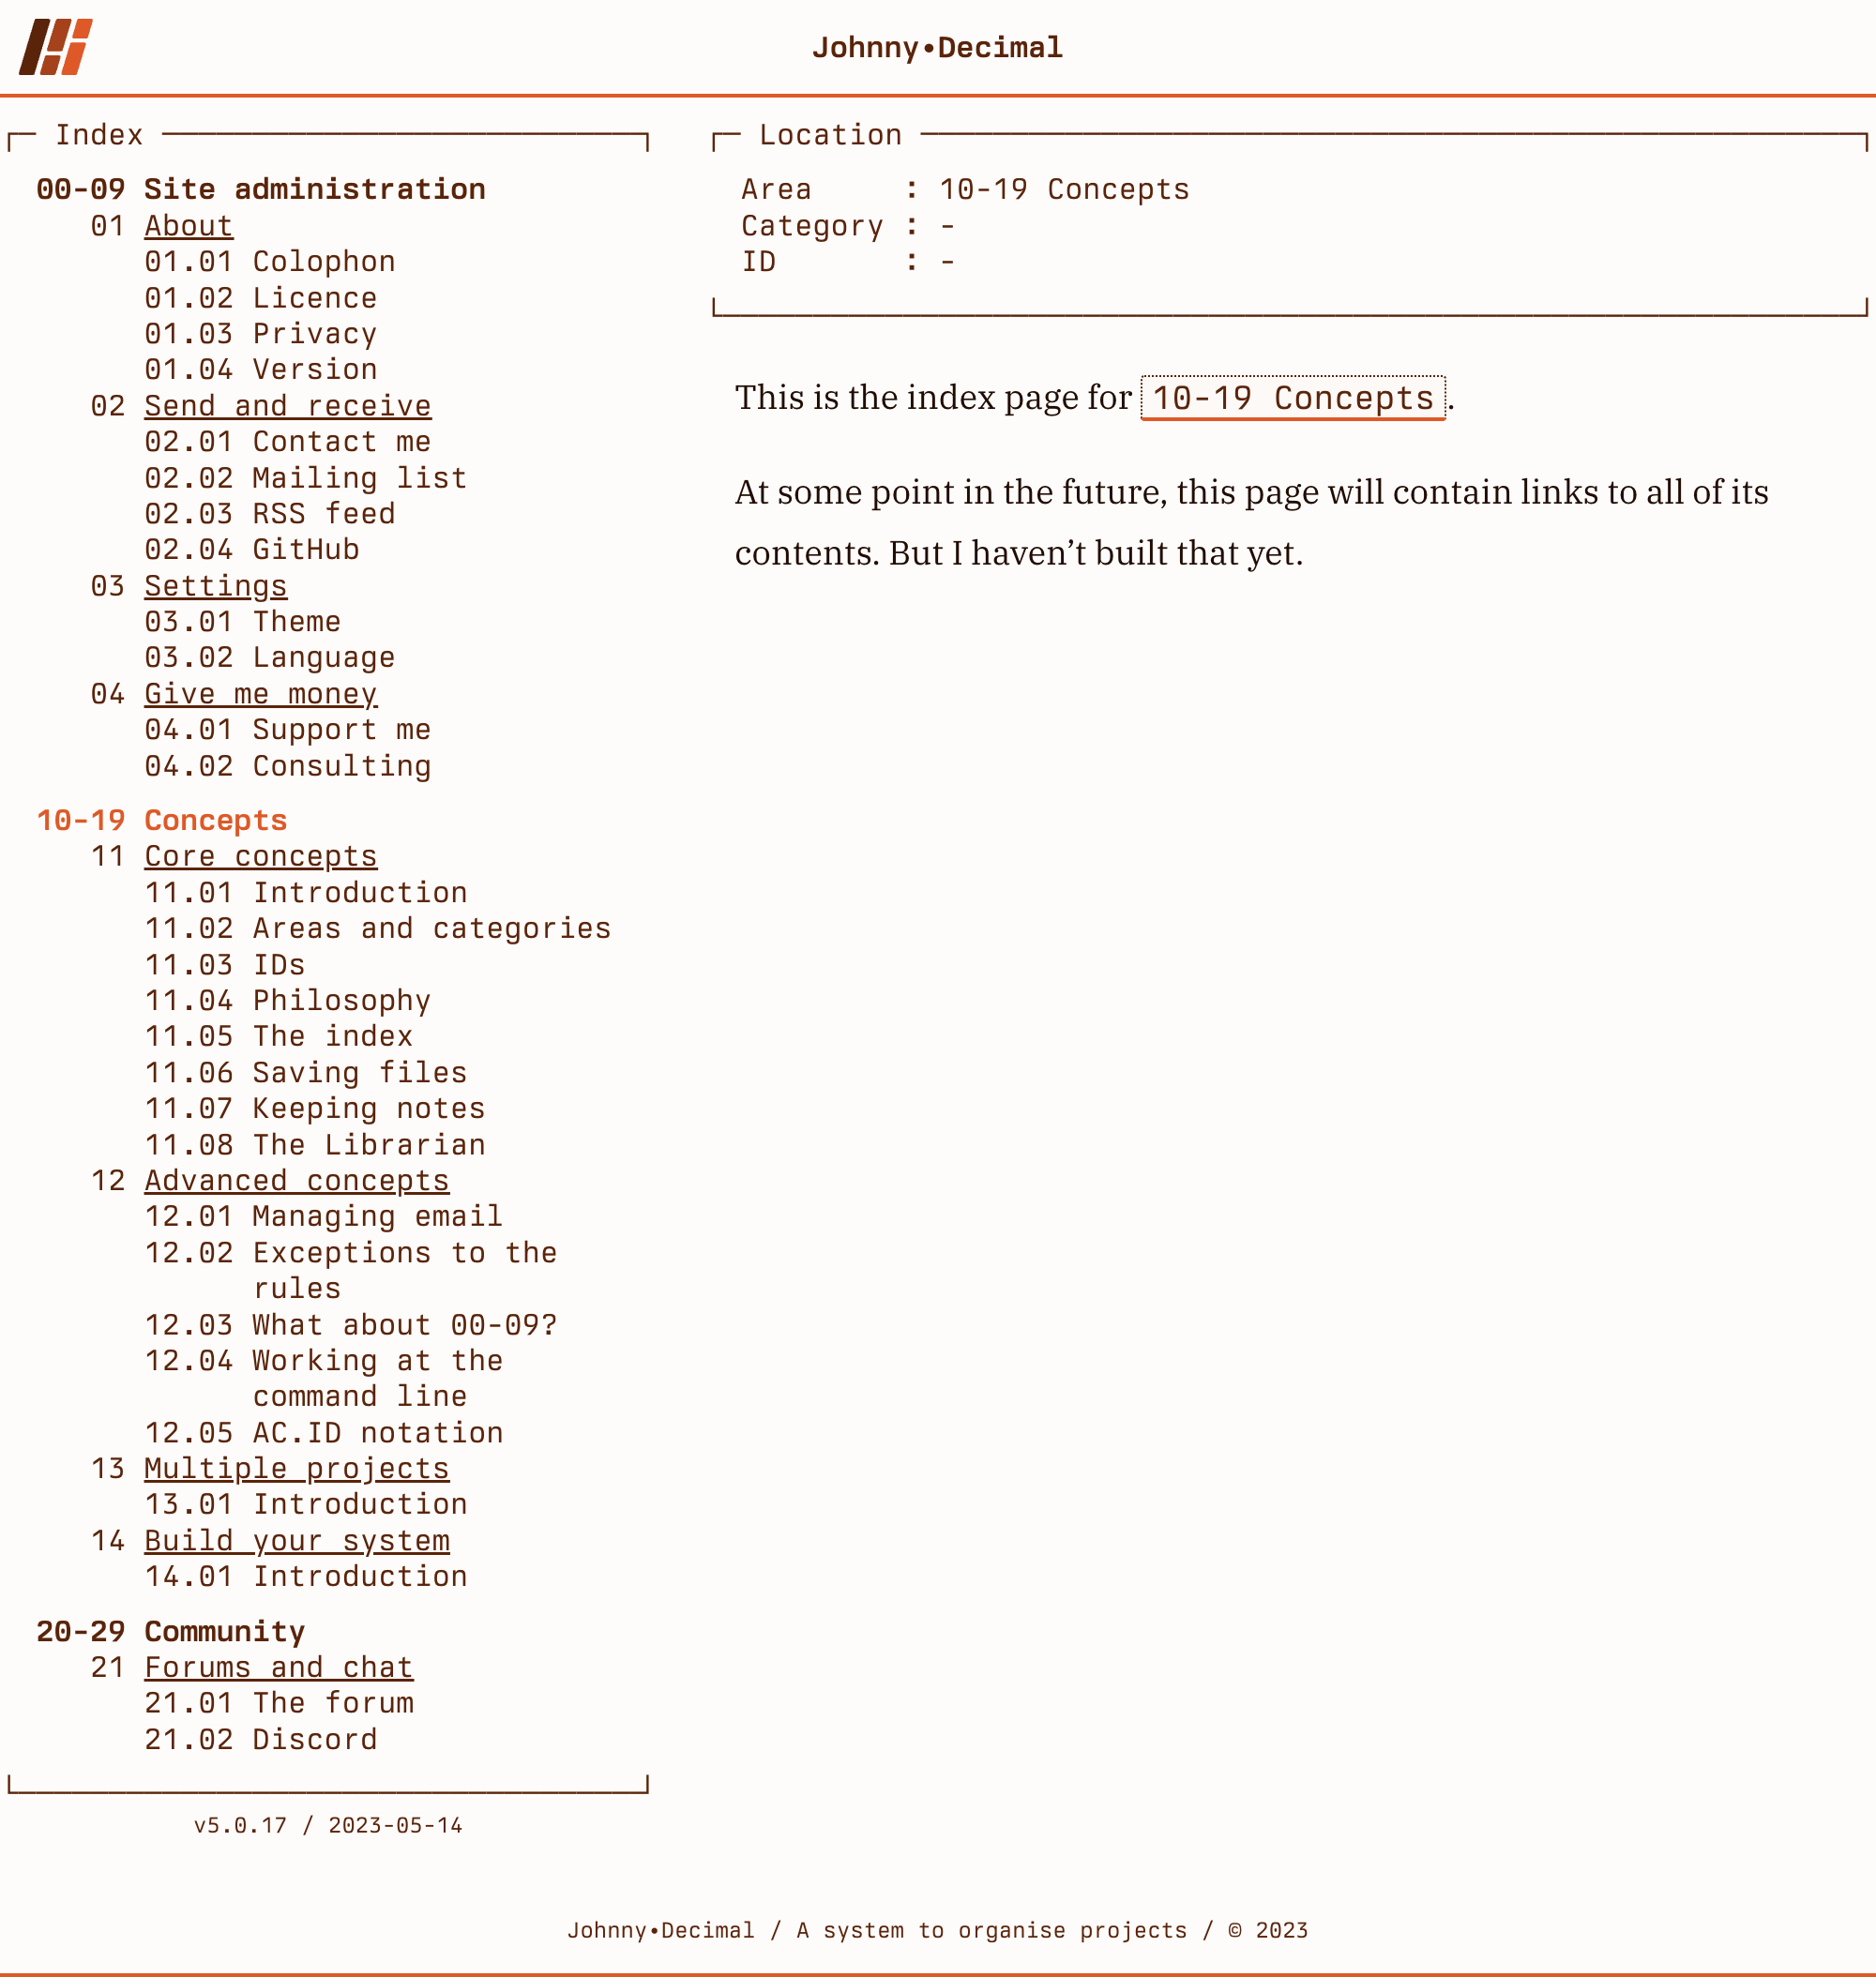 Johnny•Decimal
Index
00-09 Site administration
01 About
01.01 Colophon
01.02 Licence
01.03 Privacy
01.04 Version
02 Send and receive
02.01 Contact me
02.02 Mailing list
02.03 RSS feed
02.04 GitHub
03 Settings
03.01 Theme
03.02 Language
04 Give me money
04.01 Support me
04.02 Consulting
10-19 Concepts
11 Core concepts
11.01 Introduction
11.02 Areas and categories
11.03 IDs
11.04 Philosophy
11.05 The index
11.06 Saving files
11.07 Keeping notes
11.08 The Librarian
12 Advanced concepts
12.01 Managing email
12.02 Exceptions to the
rules
12.03 What about 00-09?
12.04 Working at the
command line
12.05 AC.ID notation
13 Multiple projects
13.01 Introduction
14 Build your system
14.01 Introduction
20-29 Community
21 Forums and chat
21.01 The forum
21.02 Discord
v5.0.17 / 2023-05-14
Location
Area : 10-19 Concepts
Category : -
ID : -
This is the index page for 10-19 Concepts.
At some point in the future, this page will contain links to all of its
contents. But I haven’t built that yet.
Johnny•Decimal / A system to organise projects / © 2023